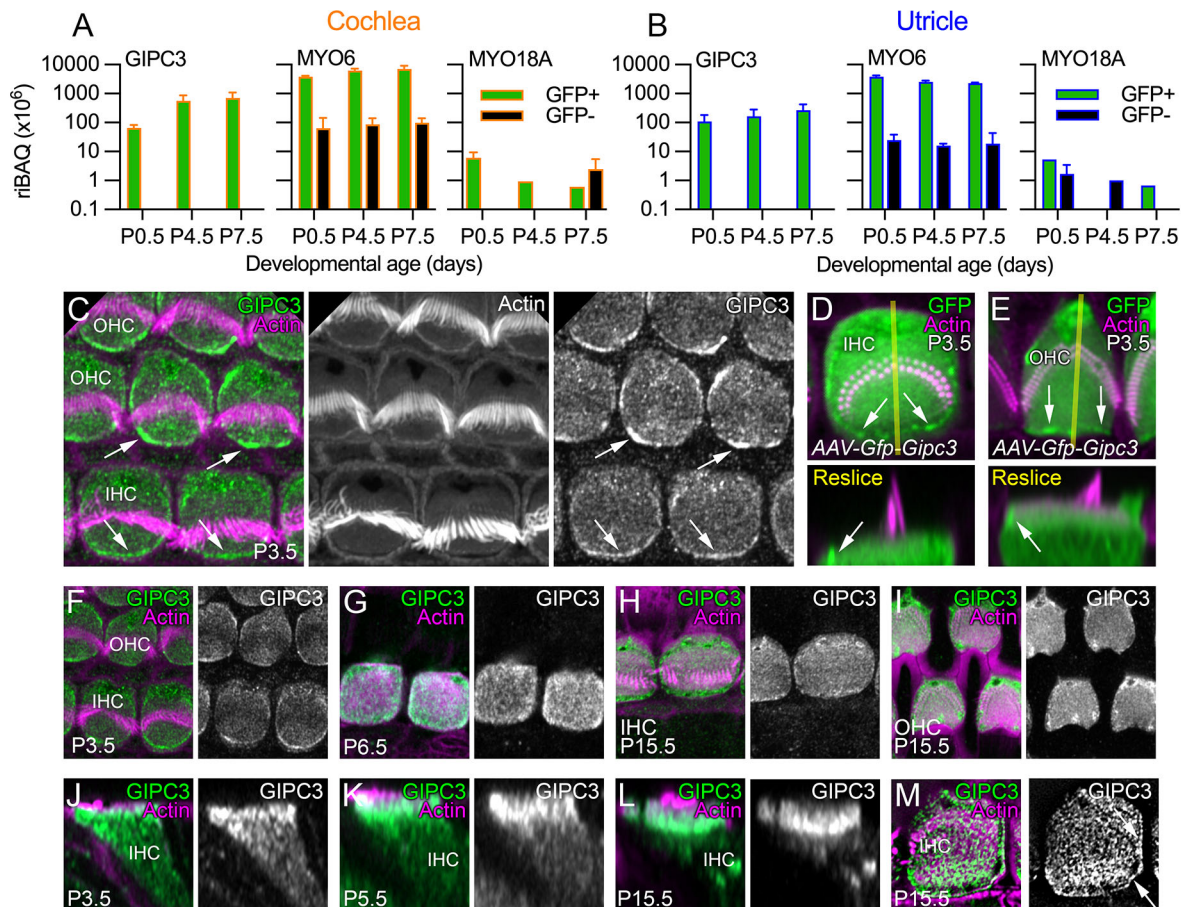 A Cochlea
B Utricle
riBAQ (x10⁶)
10000
1000
100
10
1
0.1
GIPC3
P0.5 P4.5 P7.5
MYO6
P0.5 P4.5 P7.5
MYO18A
GFP+
GFP-
P0.5 P4.5 P7.5
Developmental age (days)
10000
1000
100
10
1
0.1
GIPC3
P0.5 P4.5 P7.5
MYO6
P0.5 P4.5 P7.5
MYO18A
GFP+
GFP-
P0.5 P4.5 P7.5
Developmental age (days)
C GIPC3
Actin
OHC
OHC
IHC
P3.5
Actin
GIPC3
D GFP
Actin
P3.5
IHC
AAV-Gfp-Gipc3
Reslice
E GFP
Actin
P3.5
OHC
AAV-Gfp-Gipc3
Reslice
F GIPC3
Actin
OHC
IHC
P3.5
GIPC3
G GIPC3
Actin
P6.5
GIPC3
H GIPC3
Actin
IHC
P15.5
GIPC3
I GIPC3
Actin
OHC
P15.5
GIPC3
J GIPC3
Actin
IHC
P3.5
GIPC3
K GIPC3
Actin
IHC
P5.5
GIPC3
L GIPC3
Actin
IHC
P15.5
GIPC3
M GIPC3
Actin
IHC
P15.5
GIPC3